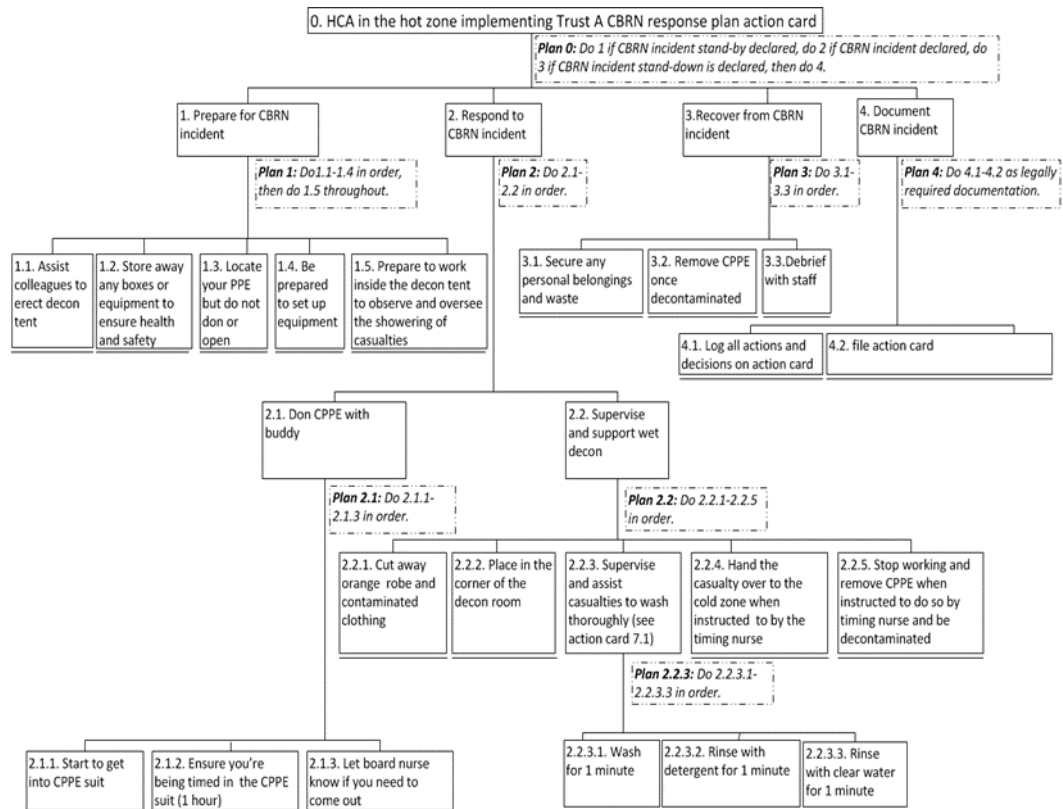 0. HCA in the hot zone implementing Trust A CBRN response plan action card
Plan 0: Do 1 if CBRN incident stand-by declared, do 2 if CBRN incident declared, do
3 if CBRN incident stand-down is declared, then do 4.
1. Prepare for CBRN
incident
2. Respond to
CBRN incident
3.Recover from CBRN
incident
4. Document
CBRN incident
Plan 1: Do1.1-1.4 in order,
then do 1.5 throughout.
Plan 2: Do 2.1-
2.2 in order.
Plan 3: Do 3.1-
3.3 in order.
Plan 4: Do 4.1-4.2 as legally
required documentation.
1.1. Assist
colleagues to
erect decon
tent
1.2. Store away
any boxes or
equipment to
ensure health
and safety
1.3. Locate
your PPE
but do not
don or
open
1.4. Be
prepared
to set up
equipment
1.5. Prepare to work
inside the decon tent
to observe and oversee
the showering of
casualties
3.1. Secure any
personal belongings
and waste
3.2. Remove CPPE
once
decontaminated
3.3.Debrief
with staff
4.1. Log all actions and
decisions on action card
4.2. file action card
2.1. Don CPPE with
buddy
2.2. Supervise
and support wet
decon
Plan 2.1: Do 2.1.1-
2.1.3 in order.
Plan 2.2: Do 2.2.1-2.2.5
in order.
2.2.1. Cut away
orange robe and
contaminated
clothing
2.2.2. Place in the
corner of the
decon room
2.2.3. Supervise
and assist
casualties to wash
thoroughly (see
action card 7.1)
2.2.4. Hand the
casualty over to the
cold zone when
instructed to by the
timing nurse
2.2.5. Stop working and
remove CPPE when
instructed to do so by
timing nurse and be
decontaminated
Plan 2.2.3: Do 2.2.3.1-
2.2.3.3 in order.
2.1.1. Start to get
into CPPE suit
2.1.2. Ensure you're
being timed in the CPPE
suit (1 hour)
2.1.3. Let board nurse
know if you need to
come out
2.2.3.1. Wash
for 1 minute
2.2.3.2. Rinse with
detergent for 1 minute
2.2.3.3. Rinse
with clear water
for 1 minute